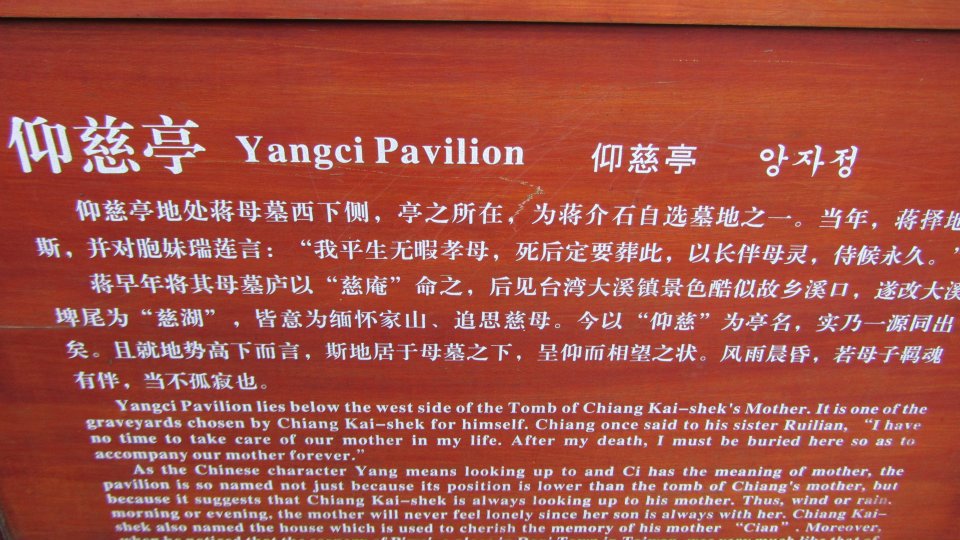 仰慈亭 Yangci Pavilion 仰慈亭 앙자정
仰慈亭地处蒋母墓西下侧，亭之所在，为蒋介石自选墓地之一。当年，蒋择地
斯，并对胞妹瑞莲言：“我平生无暇孝母，死后定要葬此，以长伴母灵，侍候永久。”
蒋早年将其母墓庐以“慈庵”命之，后见台湾大溪镇景色酷似故乡溪口，遂改大溪
埤尾为“慈湖”，皆意为缅怀家山、追思慈母。今以“仰慈”为亭名，实乃一源同出
矣。且就地势高下而言，斯地居于母墓之下，呈仰而相望之状。风雨晨昏，若母子羁魂
有伴，当不孤寂也。
Yangci Pavilion lies below the west side of the Tomb of Chiang Kai-shek's Mother. It is one of the
graveyards chosen by Chiang Kai-shek for himself. Chiang once said to his sister Ruilian, “I have
no time to take care of our mother in my life. After my death, I must be buried here so as to
accompany our mother forever.”
As the Chinese character Yang means looking up to and Ci has the meaning of mother, the
pavilion is so named not just because its position is lower than the tomb of Chiang's mother, but
because it suggests that Chiang Kai-shek is always looking up to his mother. Thus, wind or rain,
morning or evening, the mother will never feel lonely since her son is always with her. Chiang Kai-
shek also named the house which is used to cherish the memory of his mother “Cian”. Moreover,